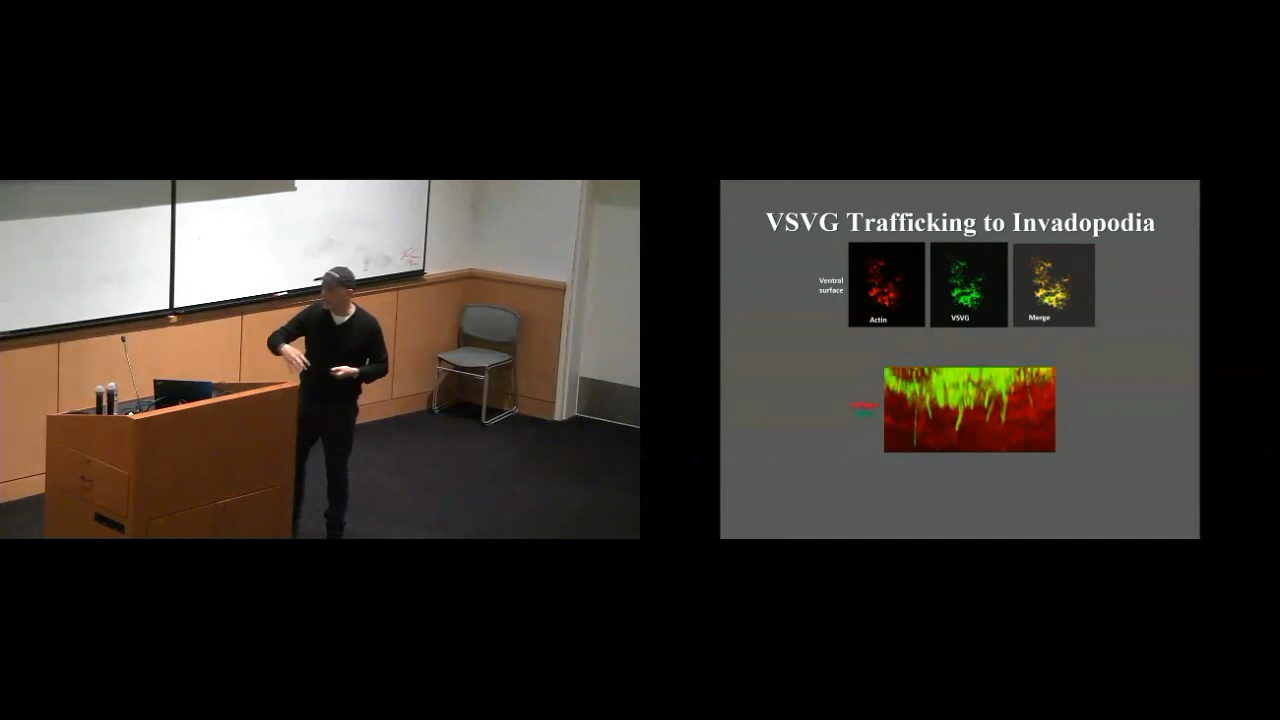 VSVG Trafficking to Invadopodia
Ventral
surface
Actin
VSVG
Merge